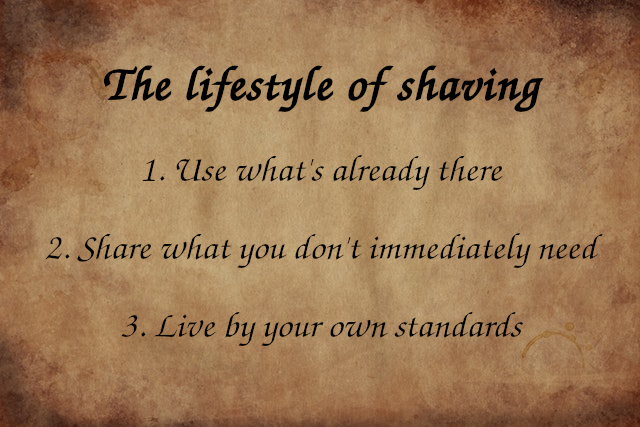 The lifestyle of shaving
1. Use what's already there
2. Share what you don't immediately need
3. Live by your own standards